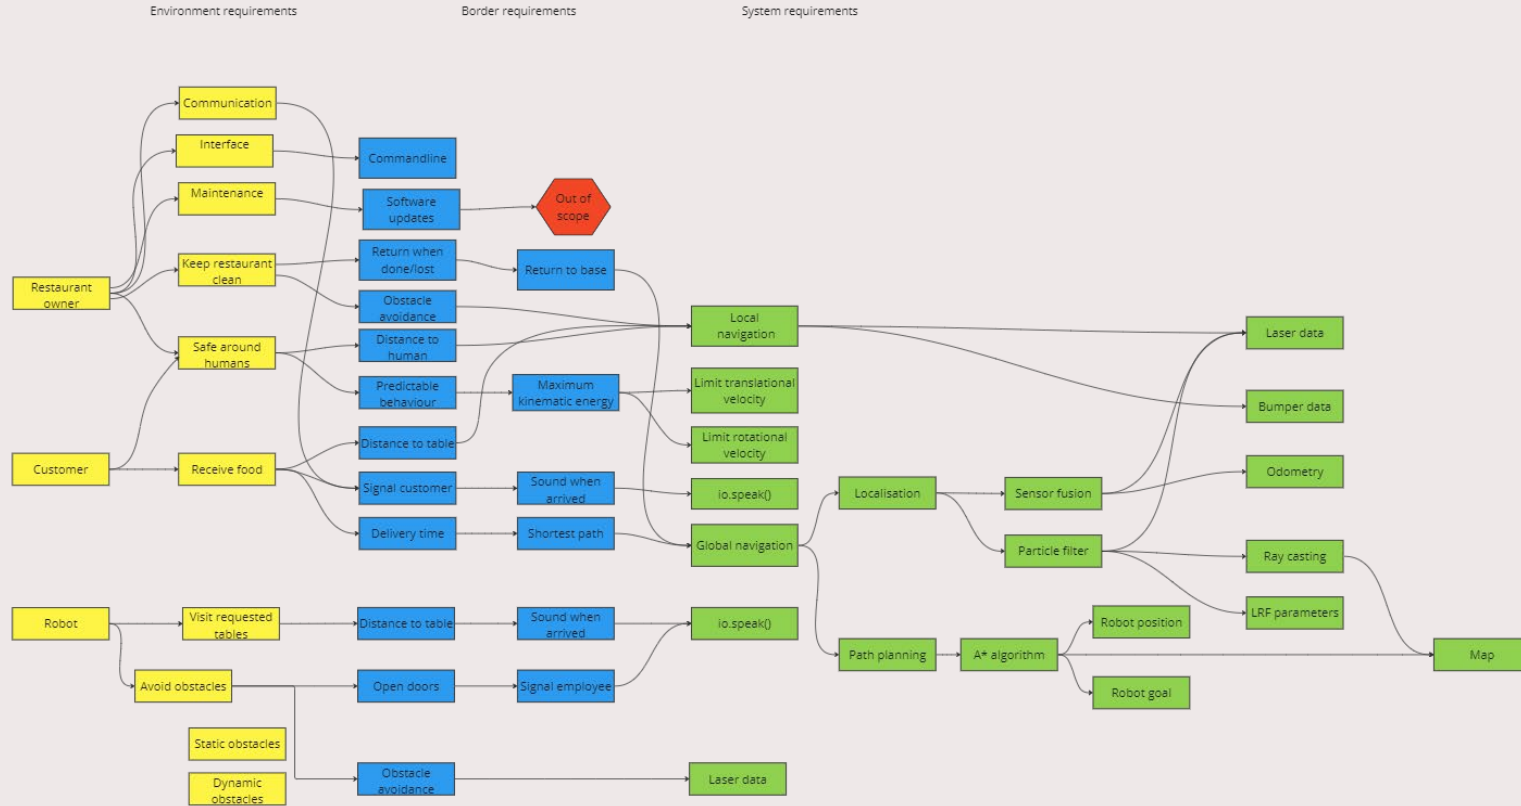 Environment requirements
Border requirements
System requirements
Communication
Interface
Commandline
Maintenance
Software
updates
Out of
scope
Keep restaurant
clean
Return when
done/lost
Return to base
Restaurant
owner
Obstacle
avoidance
Local
navigation
Laser data
Safe around
humans
Distance to
human
Predictable
behaviour
Maximum
kinematic energy
Limit translational
velocity
Bumper data
Limit rotational
velocity
Customer
Receive food
Distance to table
Signal customer
Sound when
arrived
io.speak()
Localisation
Sensor fusion
Odometry
Delivery time
Shortest path
Global navigation
Particle filter
Ray casting
LRF parameters
Robot
Visit requested
tables
Distance to table
Sound when
arrived
io.speak()
Robot position
Path planning
A* algorithm
Map
Robot goal
Avoid obstacles
Open doors
Signal employee
Static obstacles
Dynamic
obstacles
Obstacle
avoidance
Laser data